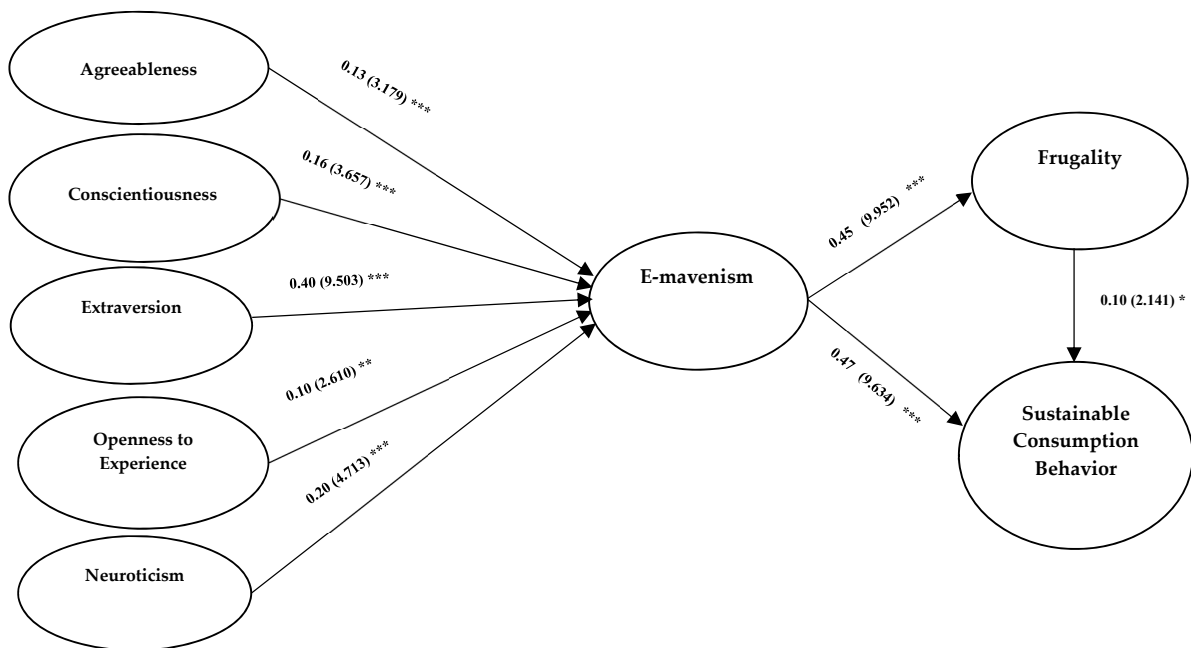 Agreeableness
0.13 (3.179) ***
Conscientiousness
0.16 (3.657) ***
Extraversion
0.40 (9.503) ***
Openness to
Experience
0.10 (2.610) **
Neuroticism
0.20 (4.713) ***
E-mavenism
0.45 (9.952) ***
Frugality
0.47 (9.634) ***
0.10 (2.141) *
Sustainable
Consumption
Behavior